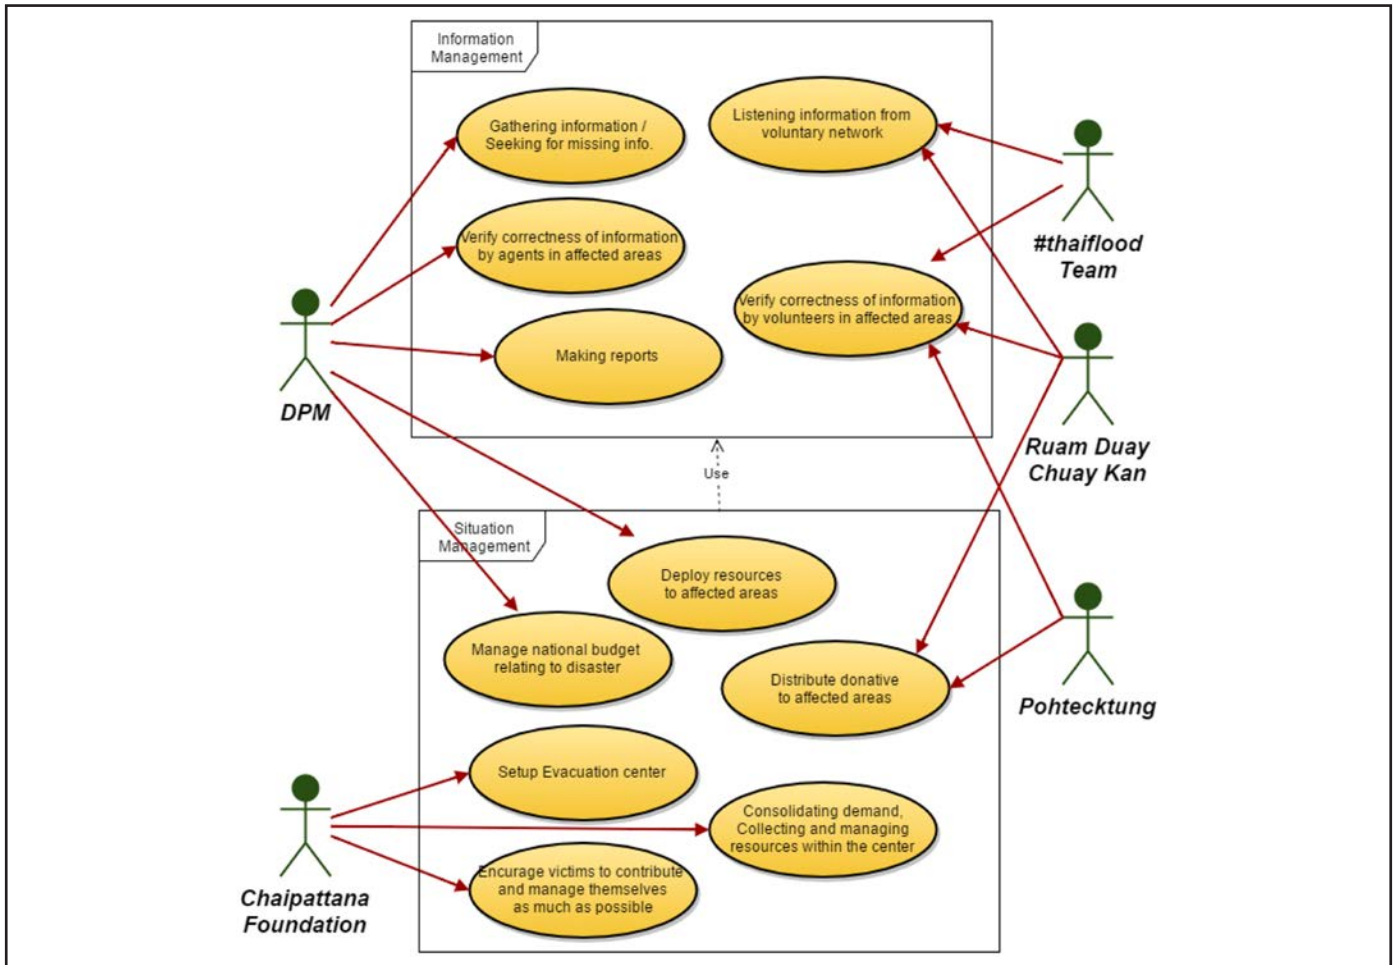 Information
Management
Gathering information /
Seeking for missing info.
Listening information from
voluntary network
Verify correctness of information
by agents in affected areas
#thaiflood
Team
Verify correctness of information
by volunteers in affected areas
Making reports
DPM
Ruam Duay
Chuay Kan
Use
Situation
Management
Deploy resources
to affected areas
Manage national budget
relating to disaster
Distribute donative
to affected areas
Pohtecktung
Setup Evacuation center
Consolidating demand,
Collecting and managing
resources within the center
Encurage victims to contribute
and manage themselves
as much as possible
Chaipattana
Foundation